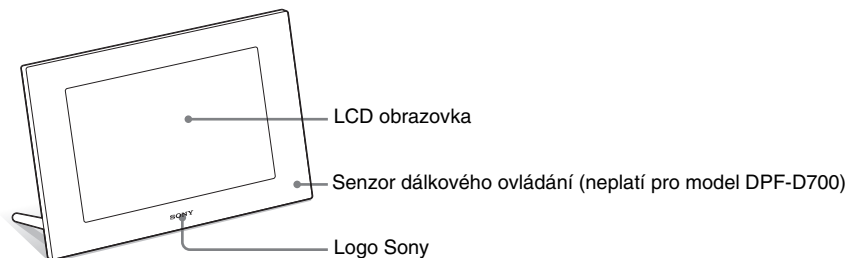 LCD obrazovka
Senzor dálkového ovládání (neplatí pro model DPF-D700)
SONY
Logo Sony